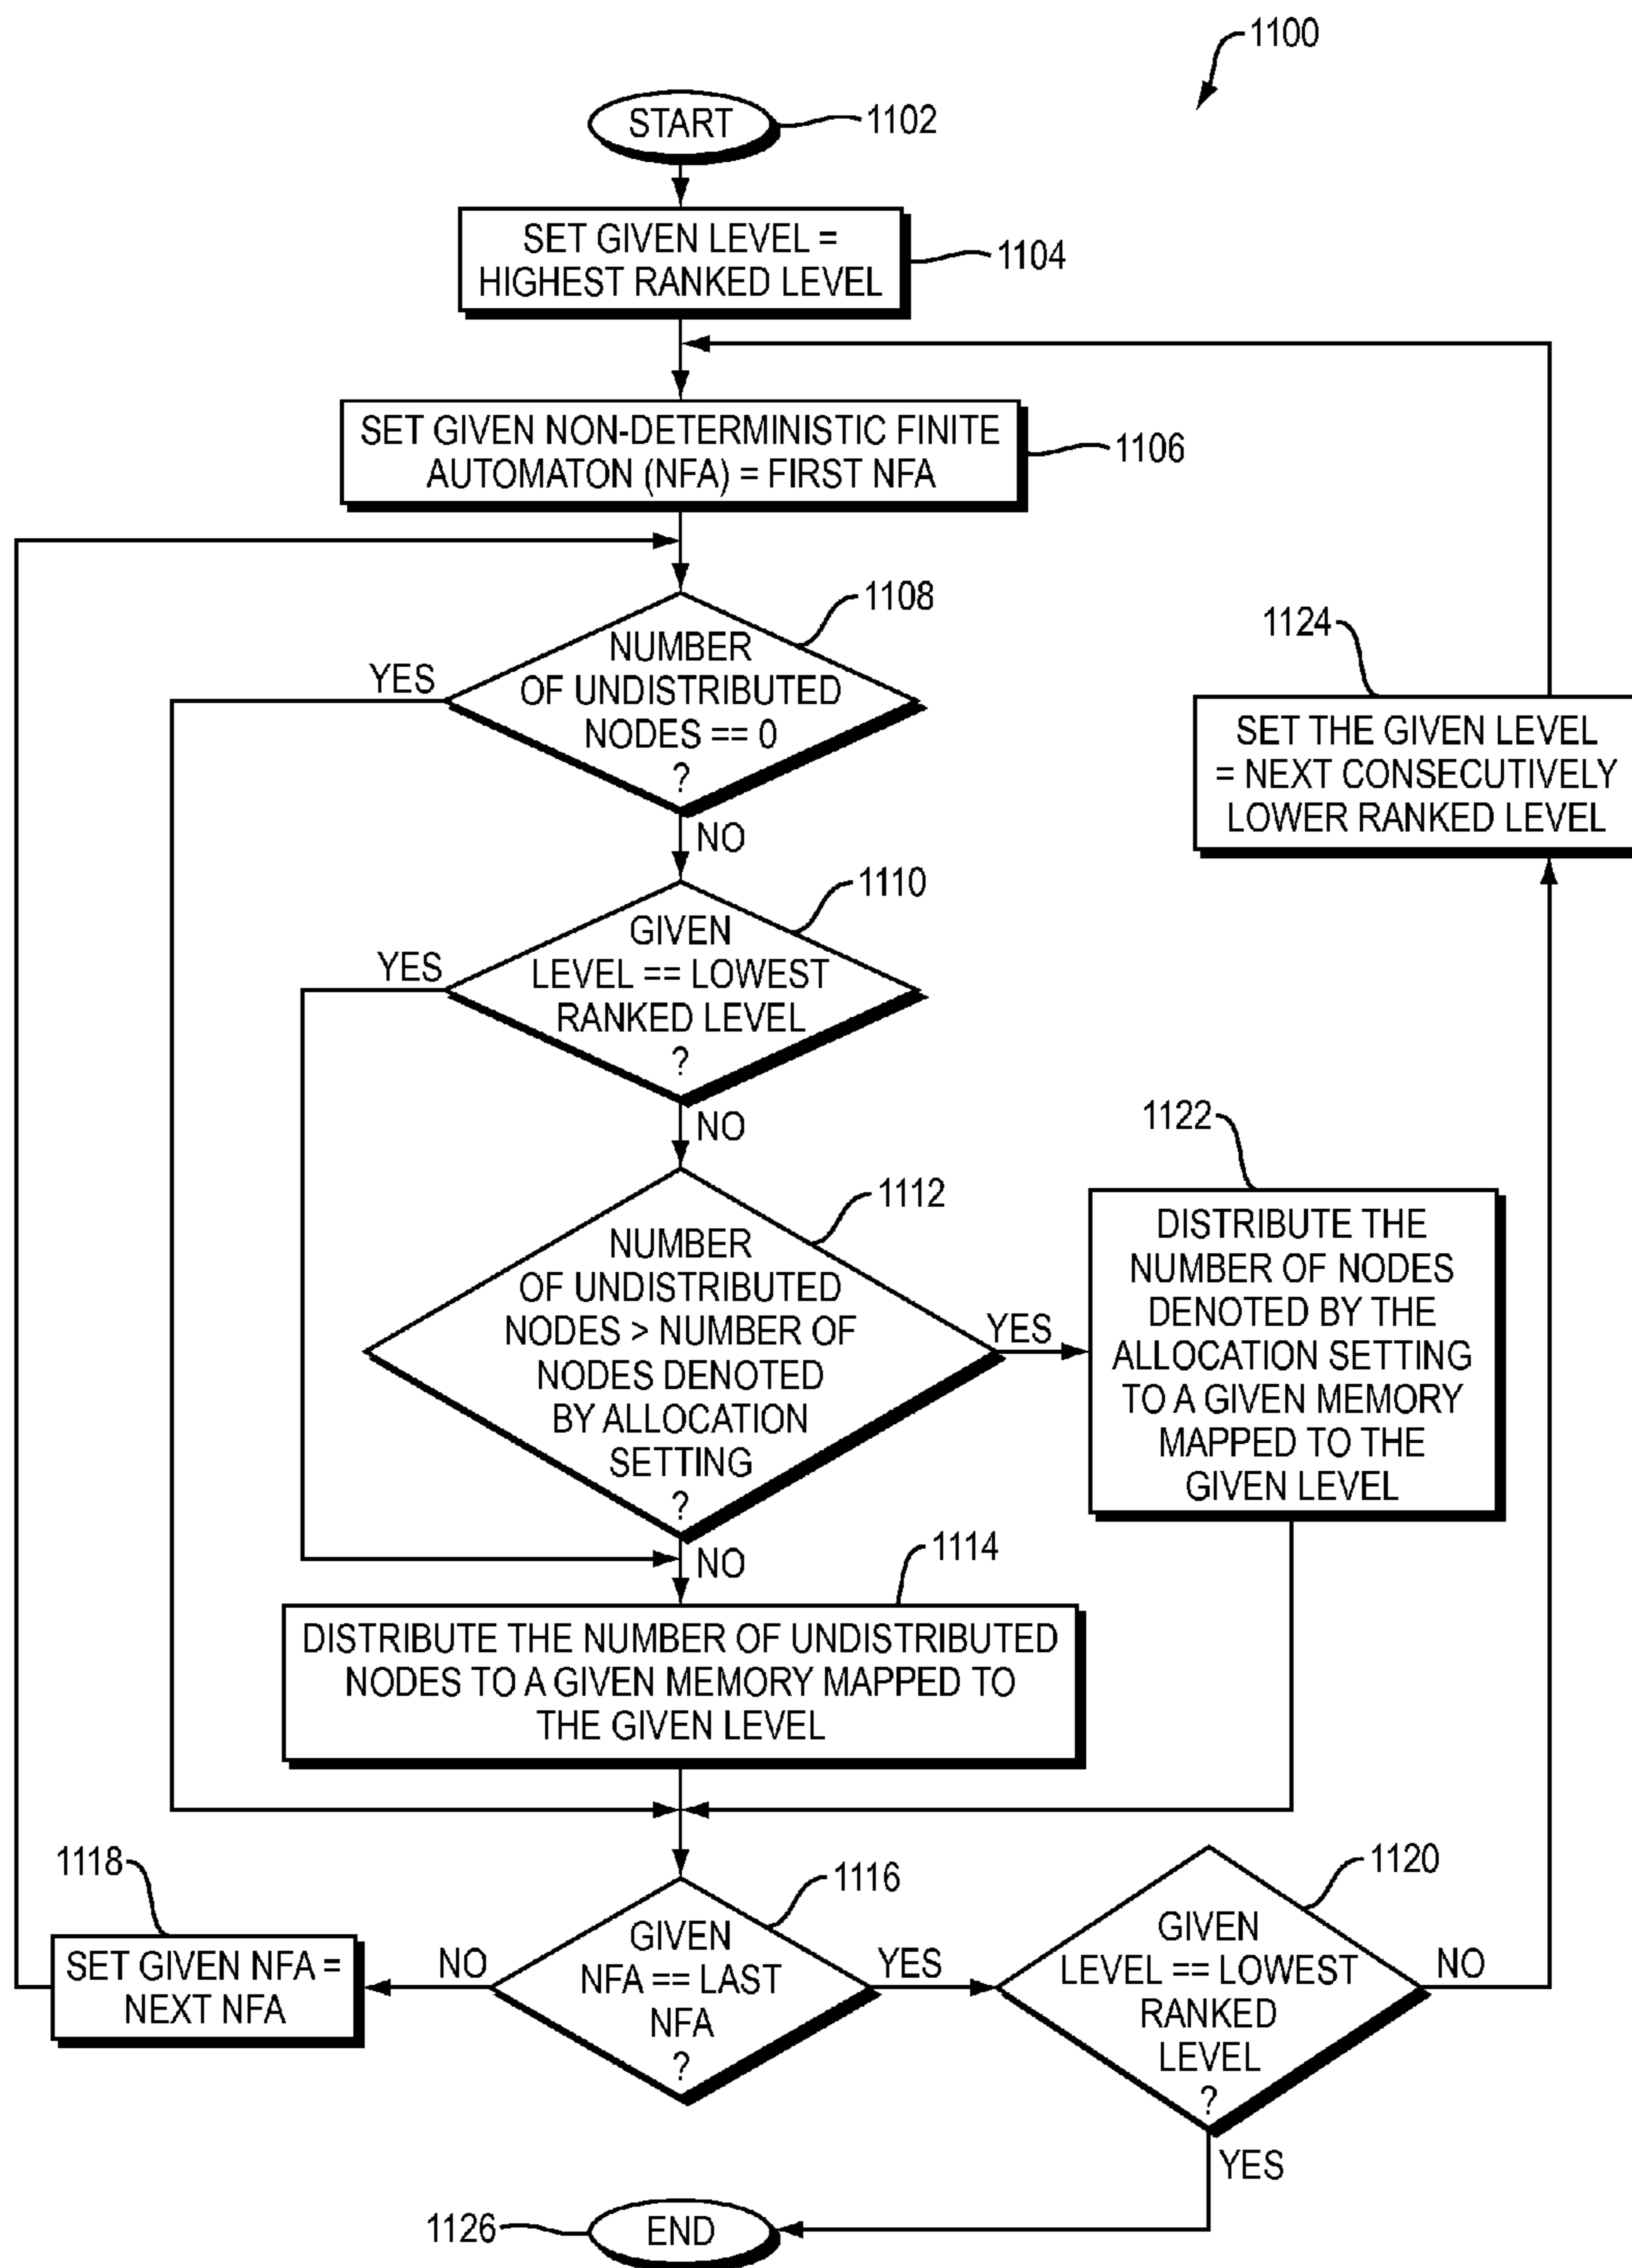 1100
START
1102
SET GIVEN LEVEL =
HIGHEST RANKED LEVEL
1104
SET GIVEN NON-DETERMINISTIC FINITE
AUTOMATON (NFA) = FIRST NFA
1106
1108
NUMBER
OF UNDISTRIBUTED
NODES == 0
?
YES
NO
1124
SET THE GIVEN LEVEL
= NEXT CONSECUTIVELY
LOWER RANKED LEVEL
1110
GIVEN
LEVEL == LOWEST
RANKED LEVEL
?
YES
NO
1112
NUMBER
OF UNDISTRIBUTED
NODES > NUMBER OF
NODES DENOTED
BY ALLOCATION
SETTING
?
YES
NO
1122
DISTRIBUTE THE
NUMBER OF NODES
DENOTED BY THE
ALLOCATION SETTING
TO A GIVEN MEMORY
MAPPED TO THE
GIVEN LEVEL
1114
DISTRIBUTE THE NUMBER OF UNDISTRIBUTED
NODES TO A GIVEN MEMORY MAPPED TO
THE GIVEN LEVEL
1118
SET GIVEN NFA =
NEXT NFA
NO
1116
GIVEN
NFA == LAST
NFA
?
YES
1120
GIVEN
LEVEL == LOWEST
RANKED
LEVEL
?
NO
YES
1126
END